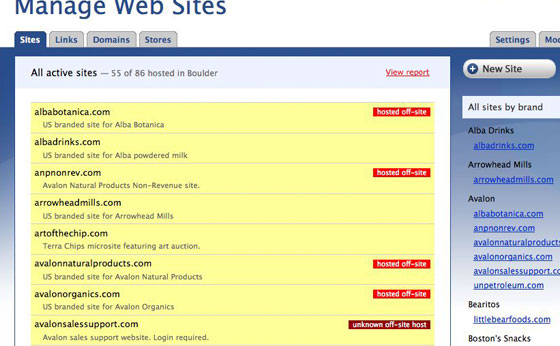 Manage Web Sites
Sites Links Domains Stores Settings
All active sites — 55 of 86 hosted in Boulder View report
albabotanica.com hosted off-site
US branded site for Alba Botanica
albadrinks.com
US branded site for Alba powdered milk
anpnonrev.com hosted off-site
Avalon Natural Products Non-Revenue site.
arrowheadmills.com
US branded site for Arrowhead Mills
artofthechip.com
Terra Chips microsite featuring art auction.
avalonnaturalproducts.com hosted off-site
US branded site for Avalon Natural Products
avalonorganics.com hosted off-site
US branded site for Avalon Organics
avalonsalessupport.com unknown off-site host
Avalon sales support website. Login required.
New Site
All sites by brand
Alba Drinks
albadrinks.com
Arrowhead Mills
arrowheadmills.com
Avalon
albabotanica.com
anpnonrev.com
avalonnaturalproducts
avalonorganics.com
avalonsalessupport.co
unpetroleum.com
Bearitos
littlebearfoods.com
Boston's Snacks